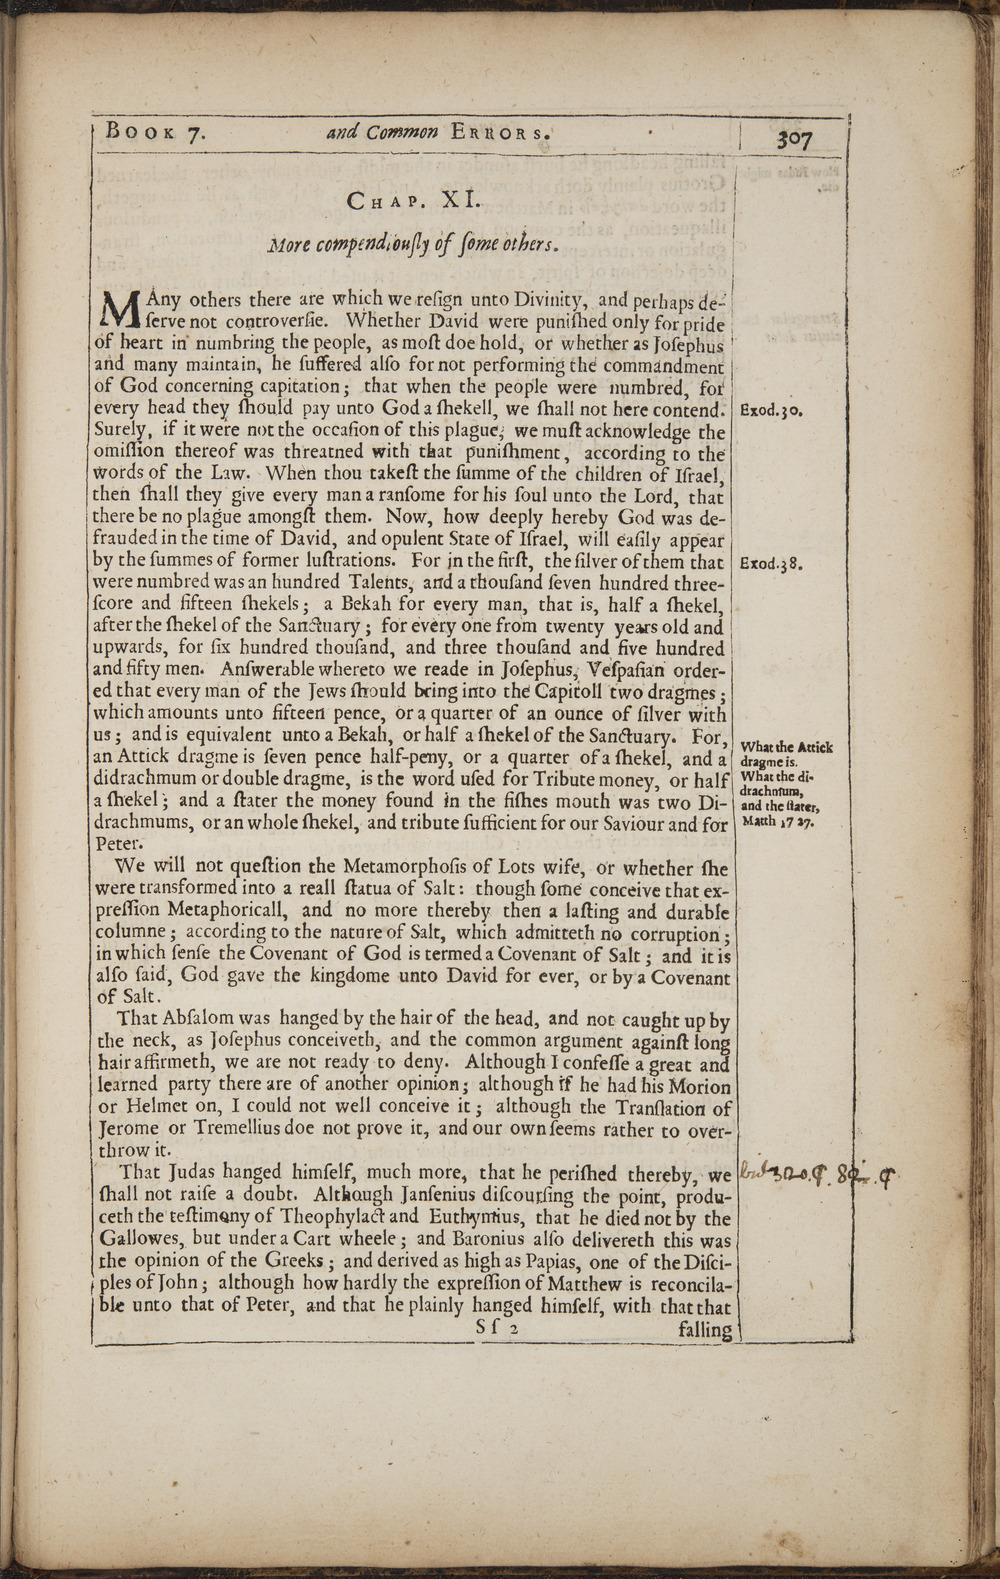 BOOK 7. and Common ERRORS. 307
CHAP. XI.
More compendiouſly of ſome others.
MAny others there are which we reſign unto Divinity, and perhaps de-
ſerve not controverſie. Whether David were puniſhed only for pride
of heart in numbring the people, as moſt doe hold, or whether as Joſephus
and many maintain, he ſuffered alſo for not performing the commandment
of God concerning capitation; that when the people were numbred, for
every head they ſhould pay unto God a ſhekell, we ſhall not here contend.
Exod.30.
Surely, if it were not the occaſion of this plague, we muſt acknowledge the
omiſſion thereof was threatned with that puniſhment, according to the
words of the Law. When thou takeſt the ſumme of the children of Iſrael,
then ſhall they give every man a ranſome for his ſoul unto the Lord, that
there be no plague amongſt them. Now, how deeply hereby God was de-
frauded in the time of David, and opulent State of Iſrael, will eaſily appear
by the ſummes of former luſtrations. For in the firſt, the ſilver of them that
Exod.38.
were numbred was an hundred Talents, and a thouſand ſeven hundred three-
ſcore and fifteen ſhekels; a Bekah for every man, that is, half a ſhekel,
after the ſhekel of the Sanctuary; for every one from twenty years old and
upwards, for ſix hundred thouſand, and three thouſand and five hundred
and fifty men. Anſwerable whereto we reade in Joſephus, Veſpaſian order-
ed that every man of the Jews ſhould bring into the Capitoll two dragmes;
which amounts unto fifteen pence, or a quarter of an ounce of ſilver with
us; and is equivalent unto a Bekah, or half a ſhekel of the Sanctuary. For,
an Attick dragme is ſeven pence half-peny, or a quarter of a ſhekel, and a
didrachmum or double dragme, is the word uſed for Tribute money, or half
a ſhekel; and a ſtater the money found in the fiſhes mouth was two Di-
drachmums, or an whole ſhekel, and tribute ſufficient for our Saviour and for
Peter.
What the Attick
dragme is.
What the di-
drachmum,
and the ſtater,
Matth 17 27.
We will not queſtion the Metamorphoſis of Lots wife, or whether ſhe
were transformed into a reall ſtatua of Salt: though ſome conceive that ex-
preſſion Metaphoricall, and no more thereby then a laſting and durable
columne; according to the nature of Salt, which admitteth no corruption;
in which ſenſe the Covenant of God is termed a Covenant of Salt; and it is
alſo ſaid, God gave the kingdome unto David for ever, or by a Covenant
of Salt.
That Abſalom was hanged by the hair of the head, and not caught up by
the neck, as Joſephus conceiveth, and the common argument againſt long
hair affirmeth, we are not ready to deny. Although I confeſſe a great and
learned party there are of another opinion; although if he had his Morion
or Helmet on, I could not well conceive it; although the Tranſlation of
Jerome or Tremellius doe not prove it, and our own ſeems rather to over-
throw it.
That Judas hanged himſelf, much more, that he periſhed thereby, we
ſhall not raiſe a doubt. Although Janſenius diſcourſing the point, produ-
ceth the teſtimony of Theophylact and Euthymius, that he died not by the
Gallowes, but under a Cart wheele; and Baronius alſo delivereth this was
the opinion of the Greeks; and derived as high as Papias, one of the Diſci-
ples of John; although how hardly the expreſſion of Matthew is reconcila-
ble unto that of Peter, and that he plainly hanged himſelf, with that that
Sſ 2 falling